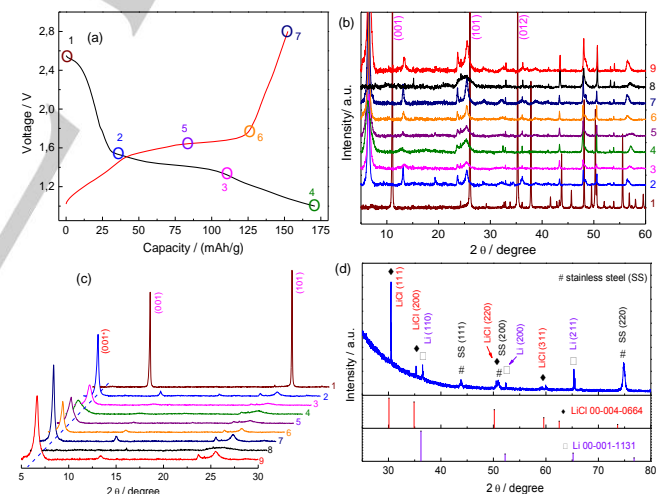 (a)
1
2
3
4
5
6
7
2,8
2,4
1,6
1,2
Voltage / V
0
25
50
75
100
125
150
175
Capacity / (mAh/g)
(b)
(001)
(101)
(012)
9
8
7
6
5
4
3
2
1
Intensity/ a.u.
0
10
20
30
40
50
60
2 θ / degree
(c)
(001*)
(001)
(101)
1
2
3
4
5
6
7
8
9
5
10
15
20
25
30
2 θ / degree
(d)
# stainless steel (SS)
LiCl (111)
LiCl (200)
Li (110)
SS (111)
LiCl (220)
SS (200)
Li (200)
LiCl (311)
Li (211)
SS (220)
#
#
#
Intensity / a.u.
◆ LiCl 00-004-0664
□ Li 00-001-1131
30
40
50
60
70
80
2 θ / degree